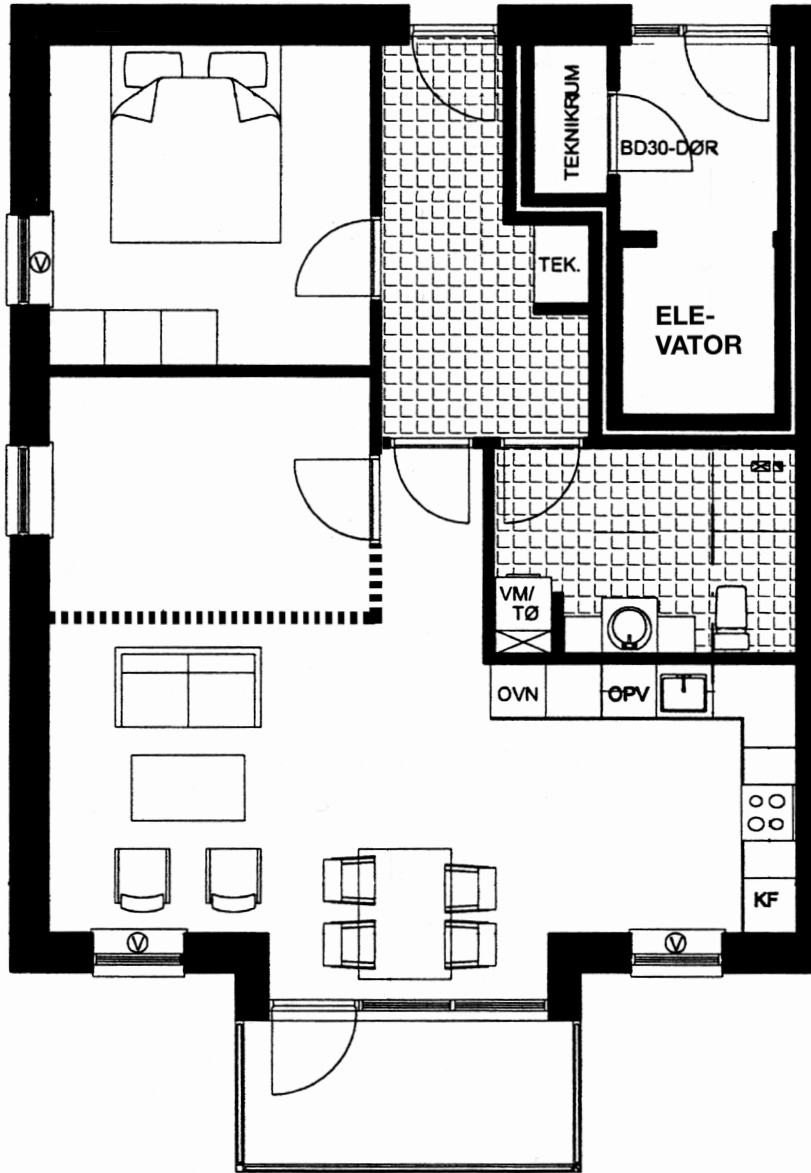 TEKNIKRUM
BD30-DØR
TEK.
ELE-
VATOR
V
VM/
TØ
OVN
OPV
KF
V
V